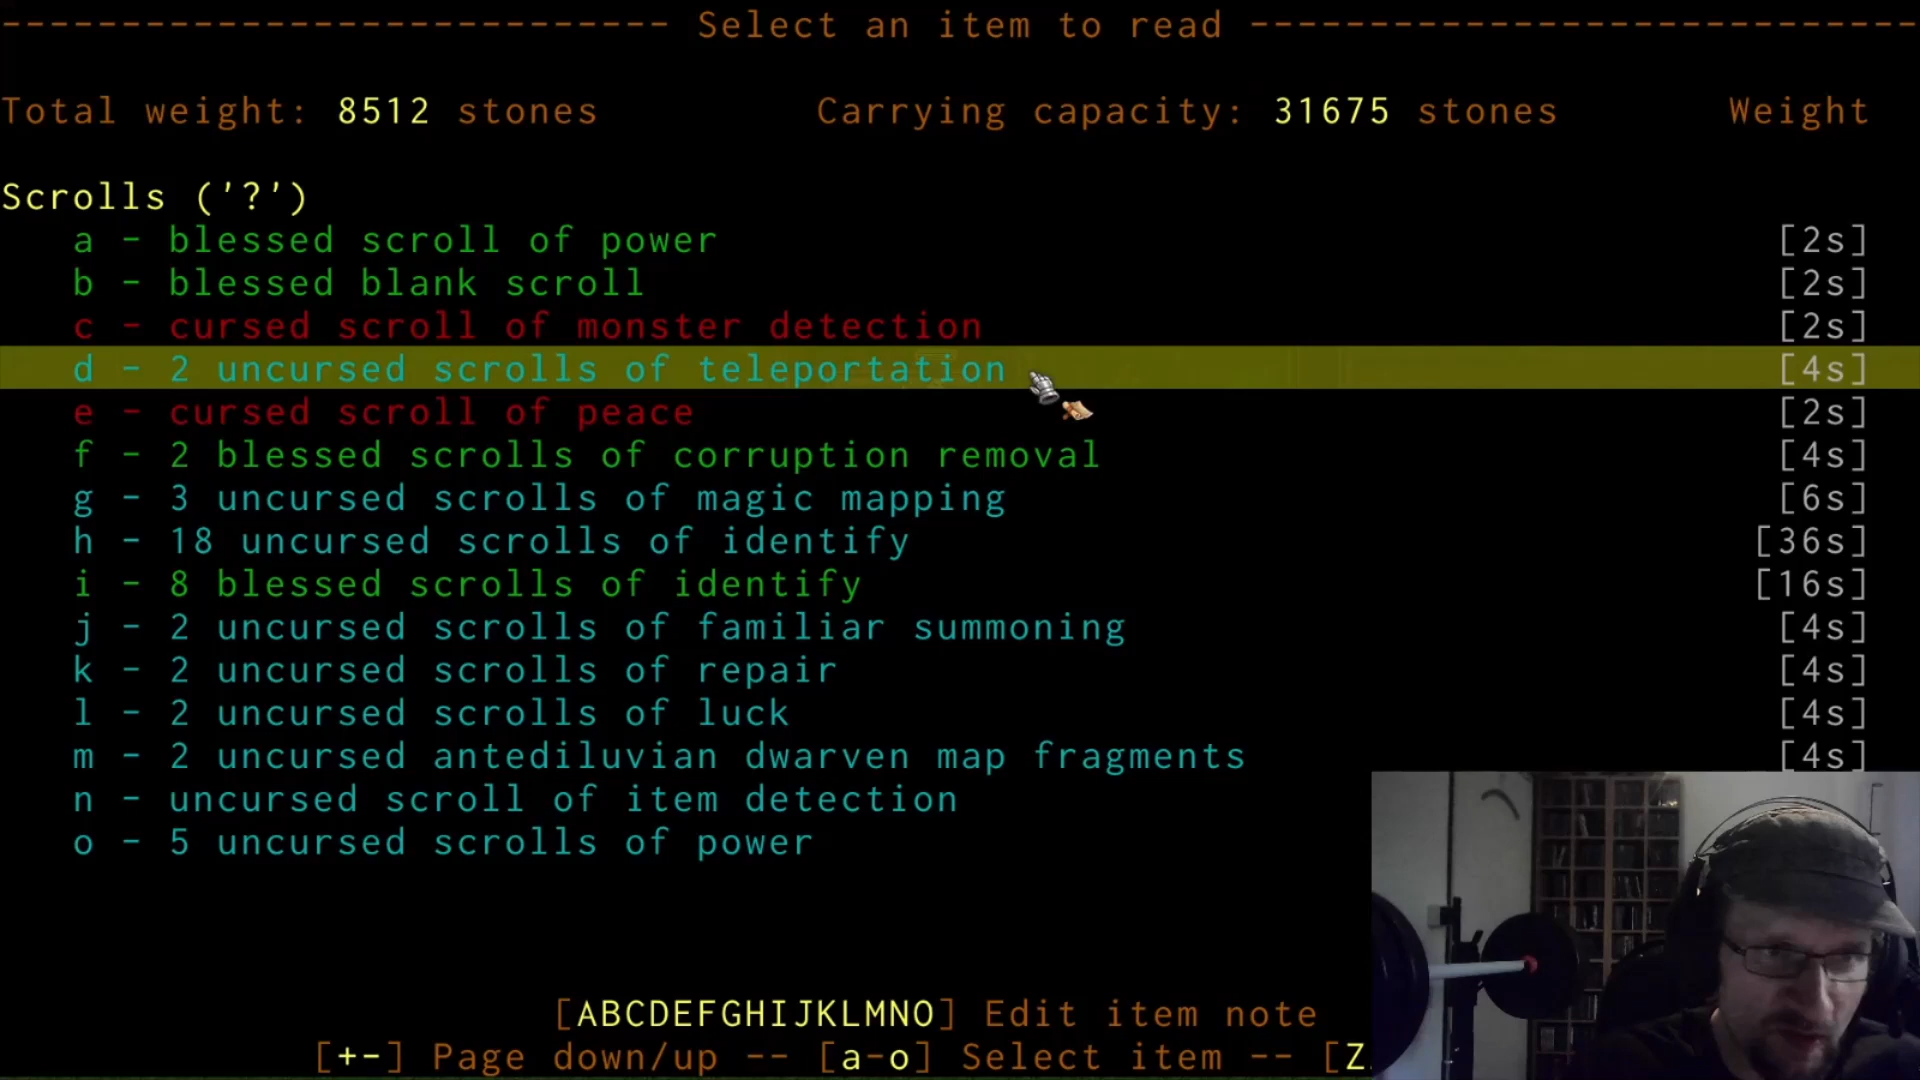 Select an item to read
Total weight: 8512 stones Carrying capacity: 31675 stones Weight
Scrolls ('?')
a - blessed scroll of power [2s]
b - blessed blank scroll [2s]
c - cursed scroll of monster detection [2s]
d - 2 uncursed scrolls of teleportation [4s]
e - cursed scroll of peace [2s]
f - 2 blessed scrolls of corruption removal [4s]
g - 3 uncursed scrolls of magic mapping [6s]
h - 18 uncursed scrolls of identify [36s]
i - 8 blessed scrolls of identify [16s]
j - 2 uncursed scrolls of familiar summoning [4s]
k - 2 uncursed scrolls of repair [4s]
l - 2 uncursed scrolls of luck [4s]
m - 2 uncursed antediluvian dwarven map fragments [4s]
n - uncursed scroll of item detection
o - 5 uncursed scrolls of power
[ABCDEFGHIJKLMNO] Edit item note
[+-] Page down/up -- [a-o] Select item -- [Z